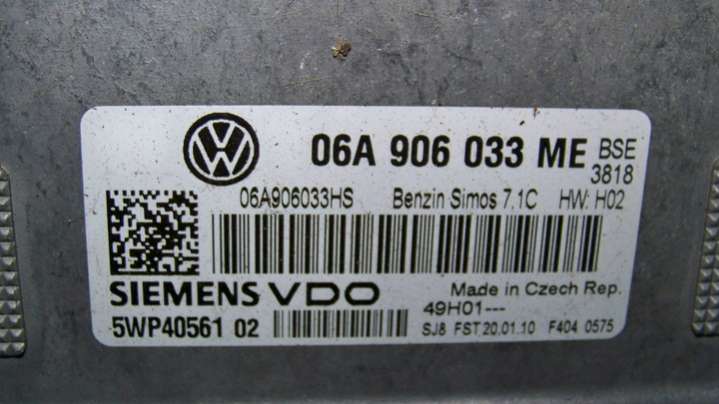 06A 906 033 ME BSE
3818
06A906033HS Benzin Simos 7.1C HW: H02
SIEMENS VDO Made in Czech Rep.
49H01---
5WP40561 02 SJ8 FST 20.01.10 F404 0575